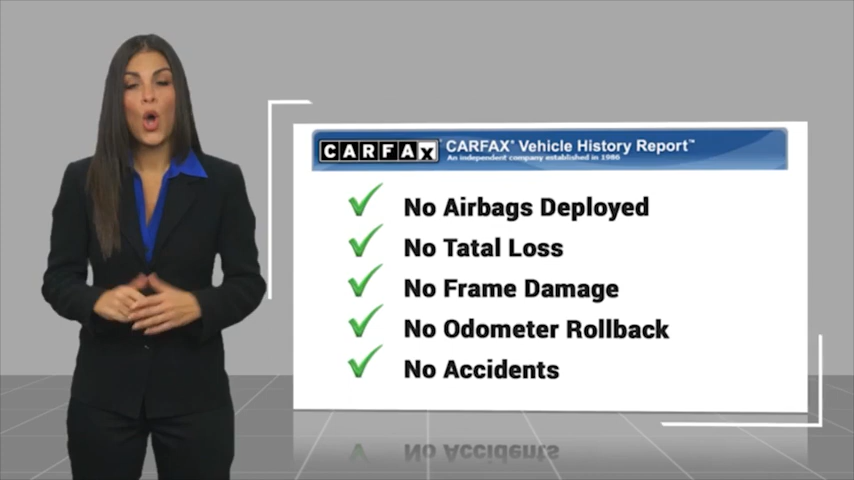 CARFAX CARFAX® Vehicle History Report™
An independent company established in 1986
No Airbags Deployed
No Tatal Loss
No Frame Damage
No Odometer Rollback
No Accidents
No Accidents